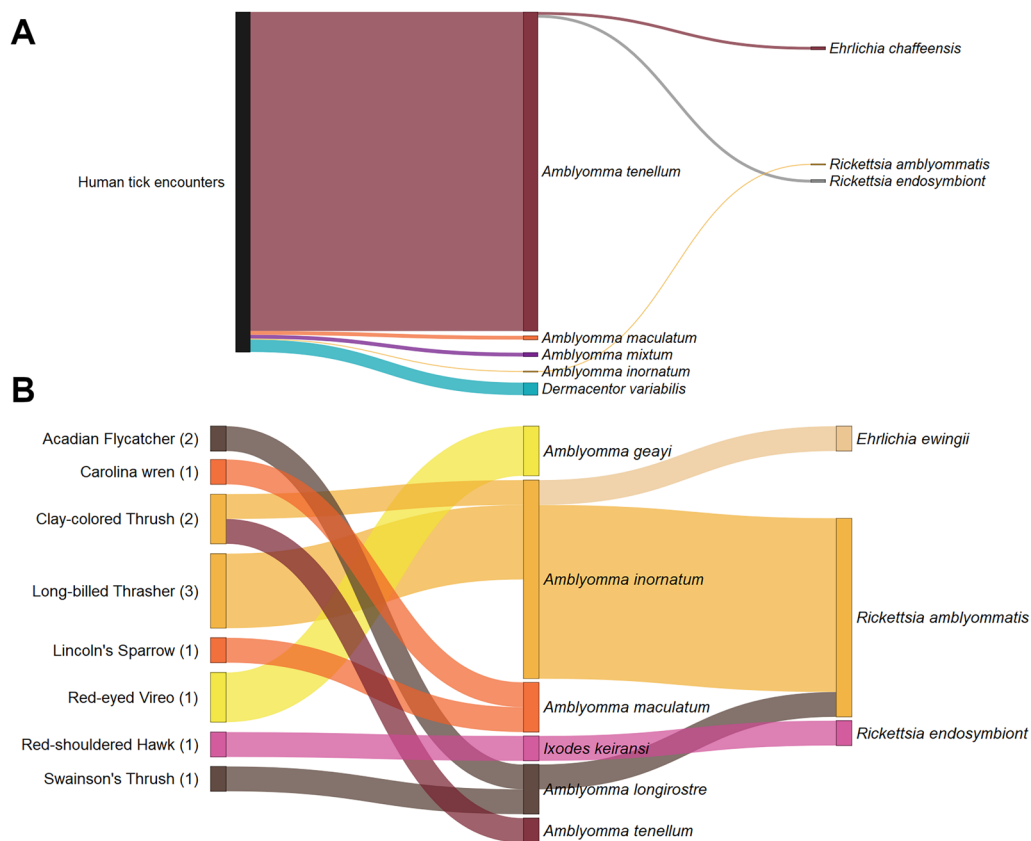 A
Human tick encounters
Amblyomma tenellum
Amblyomma maculatum
Amblyomma mixtum
Amblyomma inornatum
Dermacentor variabilis
Ehrlichia chaffeensis
Rickettsia amblyommatis
Rickettsia endosymbiont
B
Acadian Flycatcher (2)
Carolina wren (1)
Clay-colored Thrush (2)
Long-billed Thrasher (3)
Lincoln's Sparrow (1)
Red-eyed Vireo (1)
Red-shouldered Hawk (1)
Swainson's Thrush (1)
Amblyomma geayi
Amblyomma inornatum
Amblyomma maculatum
Ixodes keiransi
Amblyomma longirostre
Amblyomma tenellum
Ehrlichia ewingii
Rickettsia amblyommatis
Rickettsia endosymbiont